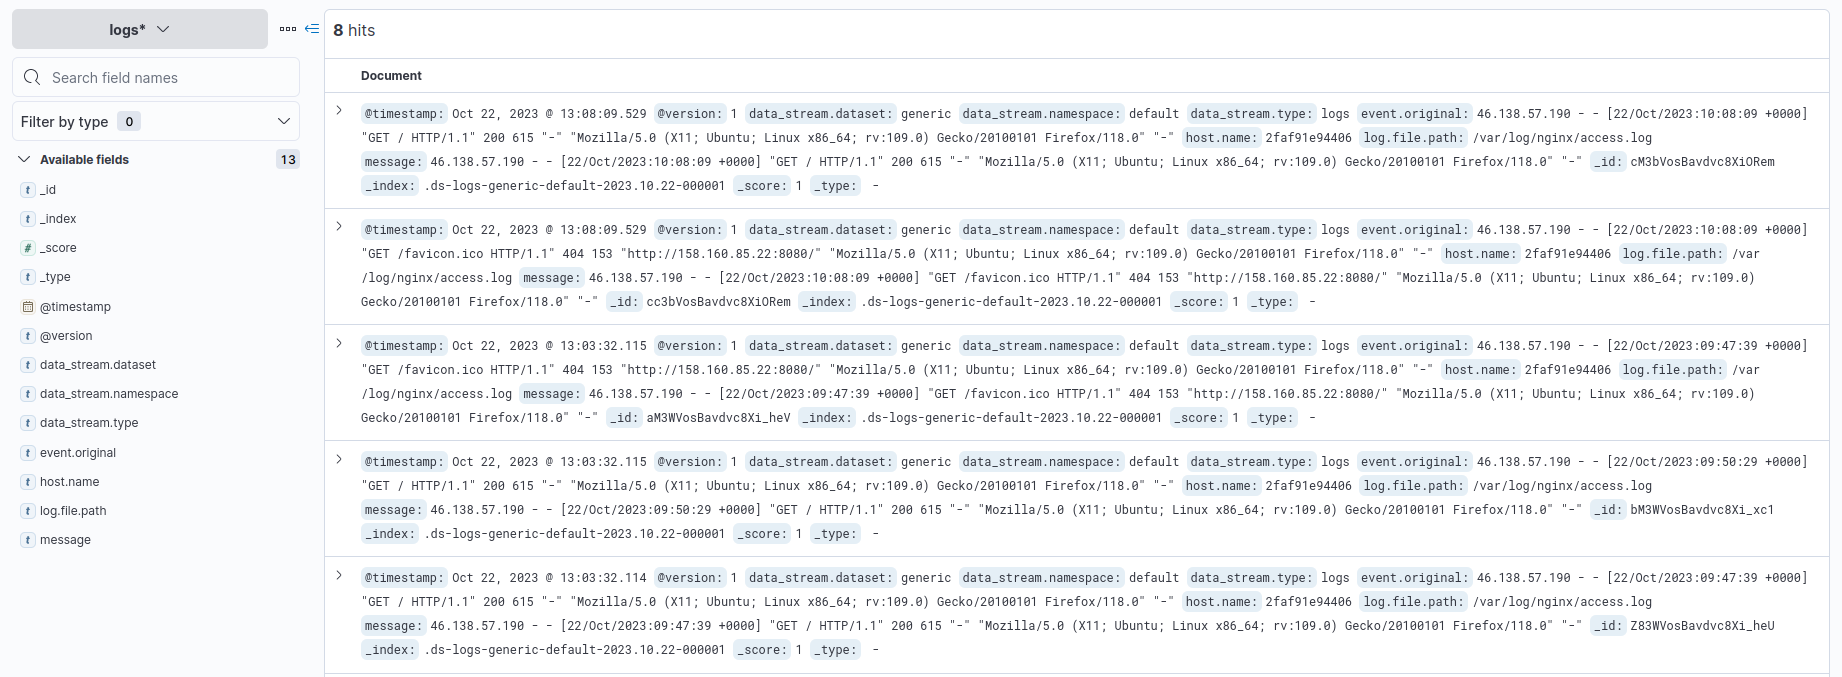 logs*
Search field names
Filter by type 0
Available fields 13
_id
_index
_score
_type
@timestamp
@version
data_stream.dataset
data_stream.namespace
data_stream.type
event.original
host.name
log.file.path
message
8 hits
Document
@timestamp: Oct 22, 2023 @ 13:08:09.529 @version: 1 data_stream.dataset: generic data_stream.namespace: default data_stream.type: logs event.original: 46.138.57.190 - - [22/Oct/2023:10:08:09 +0000]
"GET / HTTP/1.1" 200 615 "-" "Mozilla/5.0 (X11; Ubuntu; Linux x86_64; rv:109.0) Gecko/20100101 Firefox/118.0" "-" host.name: 2faf91e94406 log.file.path: /var/log/nginx/access.log
message: 46.138.57.190 - - [22/Oct/2023:10:08:09 +0000] "GET / HTTP/1.1" 200 615 "-" "Mozilla/5.0 (X11; Ubuntu; Linux x86_64; rv:109.0) Gecko/20100101 Firefox/118.0" "-" _id: cM3bVosBavdvc8XiORem
_index: .ds-logs-generic-default-2023.10.22-000001 _score: 1 _type: -
@timestamp: Oct 22, 2023 @ 13:08:09.529 @version: 1 data_stream.dataset: generic data_stream.namespace: default data_stream.type: logs event.original: 46.138.57.190 - - [22/Oct/2023:10:08:09 +0000]
"GET /favicon.ico HTTP/1.1" 404 153 "http://158.160.85.22:8080/" "Mozilla/5.0 (X11; Ubuntu; Linux x86_64; rv:109.0) Gecko/20100101 Firefox/118.0" "-" host.name: 2faf91e94406 log.file.path: /var
/log/nginx/access.log message: 46.138.57.190 - - [22/Oct/2023:10:08:09 +0000] "GET /favicon.ico HTTP/1.1" 404 153 "http://158.160.85.22:8080/" "Mozilla/5.0 (X11; Ubuntu; Linux x86_64; rv:109.0)
Gecko/20100101 Firefox/118.0" "-" _id: cc3bVosBavdvc8XiORem _index: .ds-logs-generic-default-2023.10.22-000001 _score: 1 _type: -
@timestamp: Oct 22, 2023 @ 13:03:32.115 @version: 1 data_stream.dataset: generic data_stream.namespace: default data_stream.type: logs event.original: 46.138.57.190 - - [22/Oct/2023:09:47:39 +0000]
"GET /favicon.ico HTTP/1.1" 404 153 "http://158.160.85.22:8080/" "Mozilla/5.0 (X11; Ubuntu; Linux x86_64; rv:109.0) Gecko/20100101 Firefox/118.0" "-" host.name: 2faf91e94406 log.file.path: /var
/log/nginx/access.log message: 46.138.57.190 - - [22/Oct/2023:09:47:39 +0000] "GET /favicon.ico HTTP/1.1" 404 153 "http://158.160.85.22:8080/" "Mozilla/5.0 (X11; Ubuntu; Linux x86_64; rv:109.0)
Gecko/20100101 Firefox/118.0" "-" _id: aM3WVosBavdvc8Xi_heV _index: .ds-logs-generic-default-2023.10.22-000001 _score: 1 _type: -
@timestamp: Oct 22, 2023 @ 13:03:32.115 @version: 1 data_stream.dataset: generic data_stream.namespace: default data_stream.type: logs event.original: 46.138.57.190 - - [22/Oct/2023:09:50:29 +0000]
"GET / HTTP/1.1" 200 615 "-" "Mozilla/5.0 (X11; Ubuntu; Linux x86_64; rv:109.0) Gecko/20100101 Firefox/118.0" "-" host.name: 2faf91e94406 log.file.path: /var/log/nginx/access.log
message: 46.138.57.190 - - [22/Oct/2023:09:50:29 +0000] "GET / HTTP/1.1" 200 615 "-" "Mozilla/5.0 (X11; Ubuntu; Linux x86_64; rv:109.0) Gecko/20100101 Firefox/118.0" "-" _id: bM3WVosBavdvc8Xi_xc1
_index: .ds-logs-generic-default-2023.10.22-000001 _score: 1 _type: -
@timestamp: Oct 22, 2023 @ 13:03:32.114 @version: 1 data_stream.dataset: generic data_stream.namespace: default data_stream.type: logs event.original: 46.138.57.190 - - [22/Oct/2023:09:47:39 +0000]
"GET / HTTP/1.1" 200 615 "-" "Mozilla/5.0 (X11; Ubuntu; Linux x86_64; rv:109.0) Gecko/20100101 Firefox/118.0" "-" host.name: 2faf91e94406 log.file.path: /var/log/nginx/access.log
message: 46.138.57.190 - - [22/Oct/2023:09:47:39 +0000] "GET / HTTP/1.1" 200 615 "-" "Mozilla/5.0 (X11; Ubuntu; Linux x86_64; rv:109.0) Gecko/20100101 Firefox/118.0" "-" _id: Z83WVosBavdvc8Xi_heU
_index: .ds-logs-generic-default-2023.10.22-000001 _score: 1 _type: -